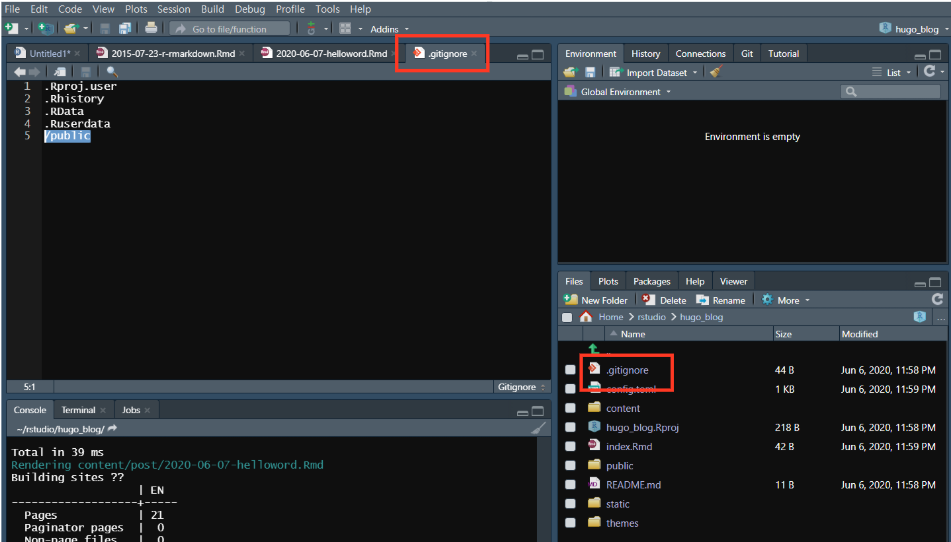 File Edit Code View Plots Session Build Debug Profile Tools Help
Go to file/function Addins hugo_blog
Untitled1* 2015-07-23-r-rmarkdown.Rmd 2020-06-07-helloword.Rmd .gitignore
1 .Rproj.user
2 .Rhistory
3 .RData
4 .Ruserdata
5 /public
5:1 Gitignore
Console Terminal Jobs
~/rstudio/hugo_blog/
Total in 39 ms
Rendering content/post/2020-06-07-helloword.Rmd
Building sites ??
| EN
-------------------+-----
Pages | 21
Paginator pages | 0
Non-page files | 0
Environment History Connections Git Tutorial
Import Dataset List
Global Environment
Environment is empty
Files Plots Packages Help Viewer
New Folder Delete Rename More
Home rstudio hugo_blog ...
Name Size Modified
..
.gitignore 44 B Jun 6, 2020, 11:58 PM
config.toml 1 KB Jun 6, 2020, 11:59 PM
content
hugo_blog.Rproj 218 B Jun 6, 2020, 11:58 PM
index.Rmd 42 B Jun 6, 2020, 11:59 PM
public
README.md 11 B Jun 6, 2020, 11:58 PM
static
themes